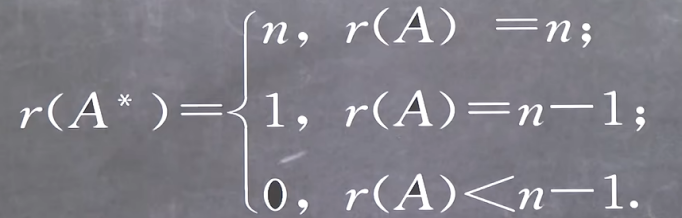 n, r(A) =n;
r(A* )= 1, r(A)=n-1;
0, r(A)<n-1.